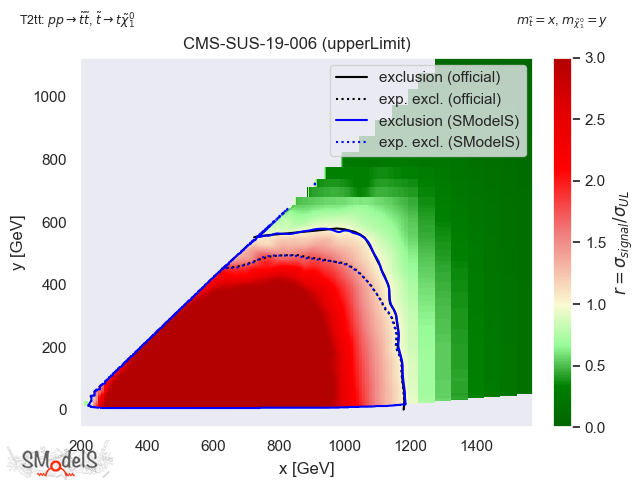 T2tt: pp→t̃t̃, t̃→tχ̃⁰₁
m_t̃ = x, m_χ̃⁰₁ = y
CMS-SUS-19-006 (upperLimit)
exclusion (official)
exp. excl. (official)
exclusion (SModelS)
exp. excl. (SModelS)
1000
800
600
400
200
0
y [GeV]
200
400
600
800
1000
1200
1400
x [GeV]
3.0
2.5
2.0
1.5
1.0
0.5
0.0
r = σ_signal/σ_UL
SModelS